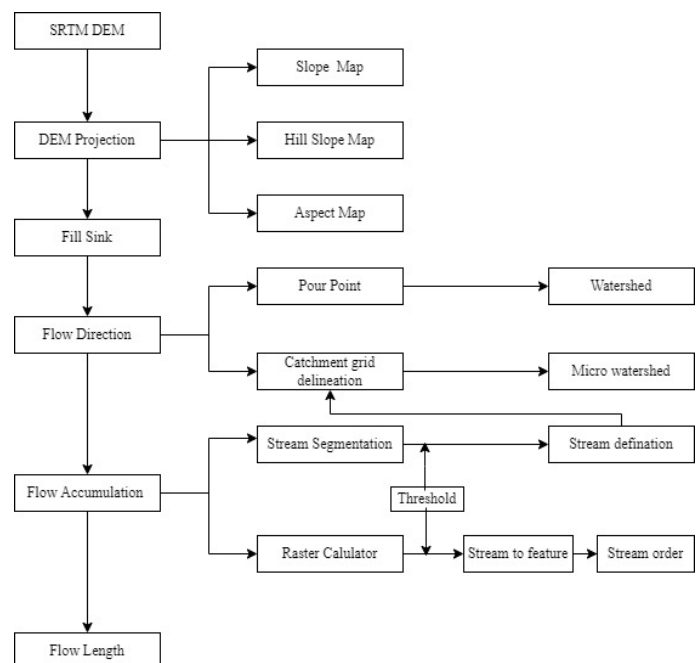 SRTM DEM
Slope Map
DEM Projection
Hill Slope Map
Aspect Map
Fill Sink
Pour Point
Watershed
Flow Direction
Catchment grid
delineation
Micro watershed
Stream Segmentation
Stream defination
Flow Accumulation
Threshold
Raster Calulator
Stream to feature
Stream order
Flow Length